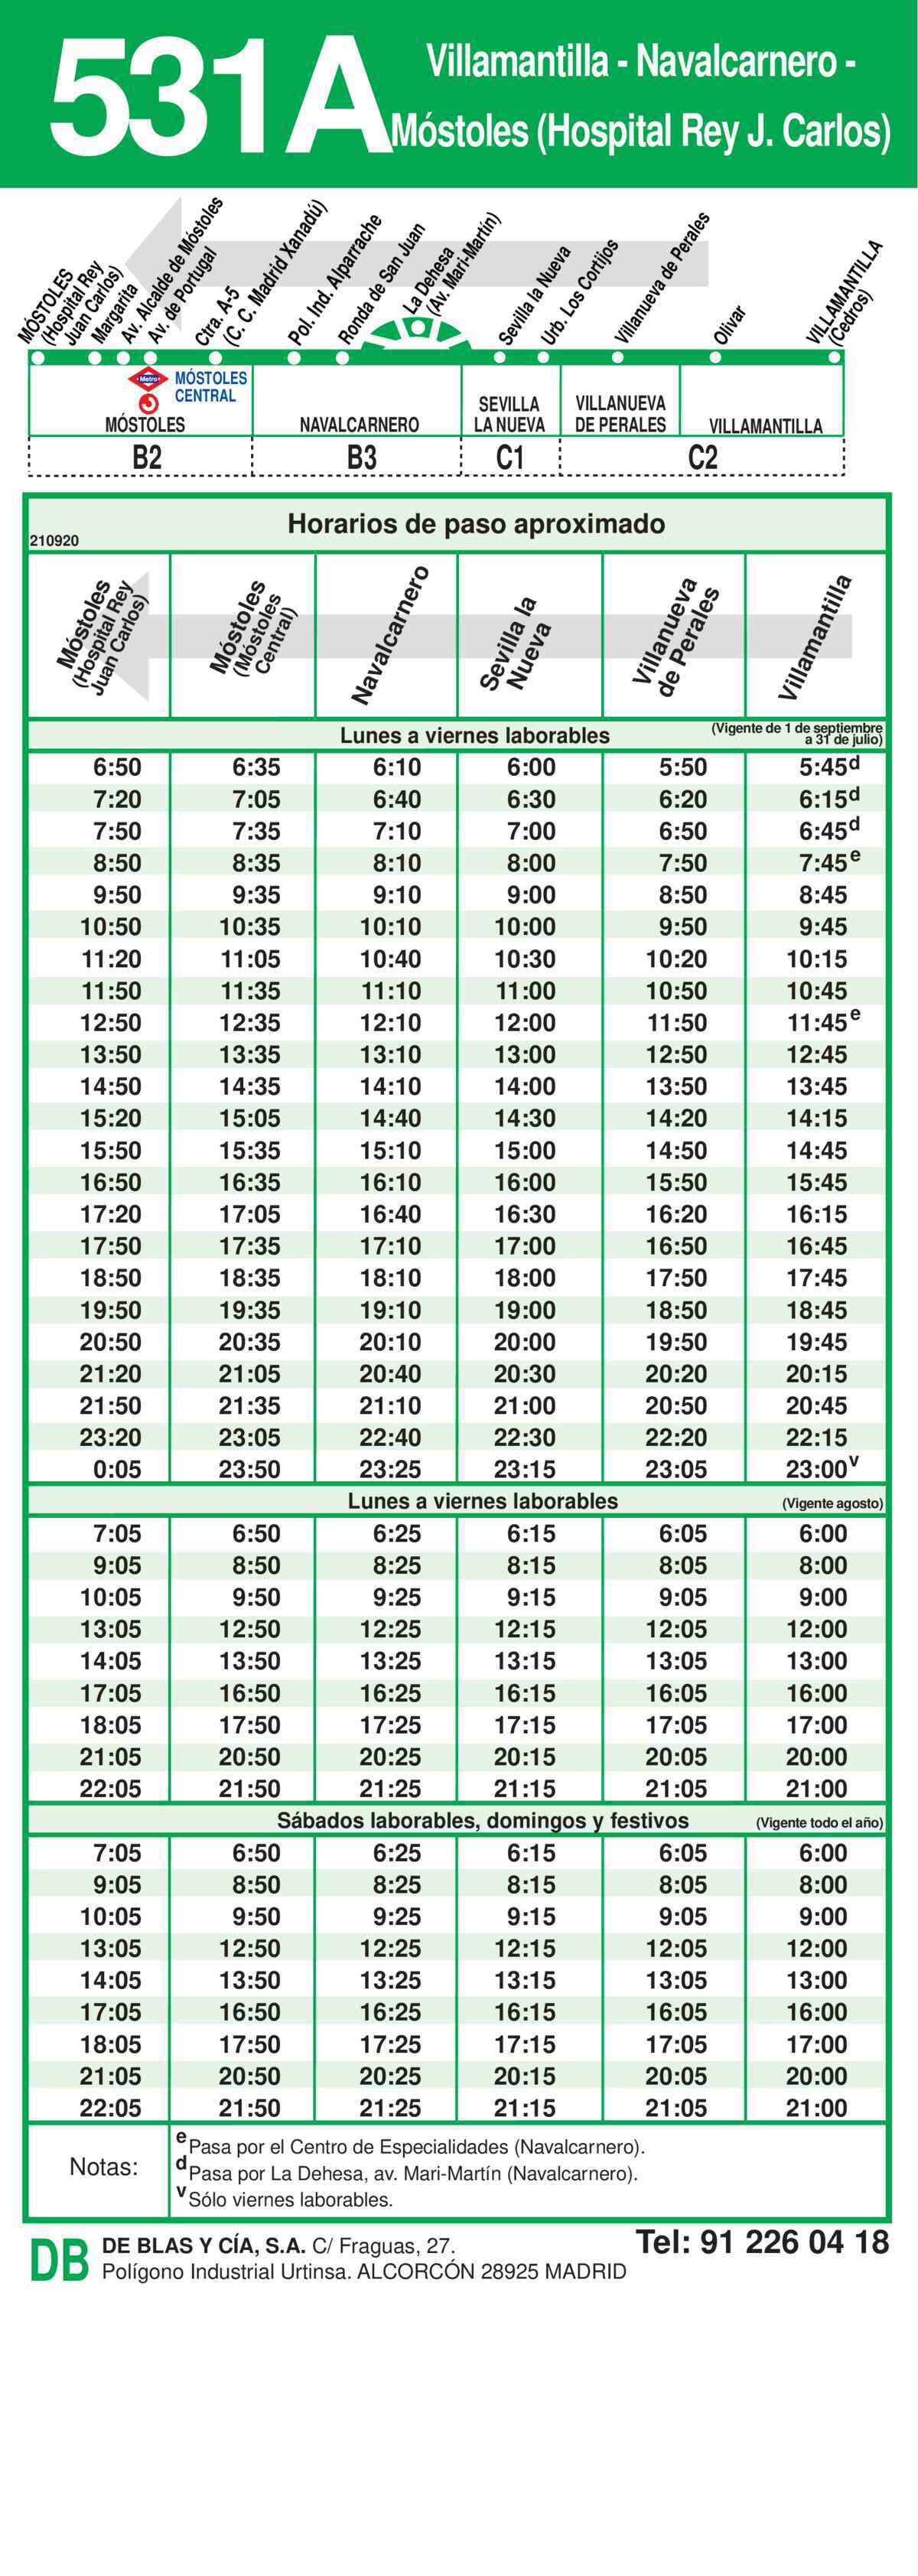 531A
Villamantilla - Navalcarnero -
Móstoles (Hospital Rey J. Carlos)
MÓSTOLES
(Hospital Rey
Juan Carlos)
Margarita
Av. Alcalde de Móstoles
Av. de Portugal
Ctra. A-5
(C. C. Madrid Xanadú)
Pol. Ind. Alparrache
Ronda de San Juan
La Dehesa
(Av. Mari-Martín)
Sevilla la Nueva
Urb. Los Cortijos
Villanueva de Perales
Olivar
VILLAMANTILLA
(Cedros)
Metro
MÓSTOLES
CENTRAL
MÓSTOLES
NAVALCARNERO
SEVILLA
LA NUEVA
VILLANUEVA
DE PERALES
VILLAMANTILLA
B2 B3 C1 C2
Horarios de paso aproximado
210920
Móstoles
(Hospital Rey
Juan Carlos)
Móstoles
(Móstoles
Central)
Navalcarnero
Sevilla la
Nueva
Villanueva
de Perales
Villamantilla
Lunes a viernes laborables
(Vigente de 1 de septiembre
a 31 de julio)
6:50 6:35 6:10 6:00 5:50 5:45d
7:20 7:05 6:40 6:30 6:20 6:15d
7:50 7:35 7:10 7:00 6:50 6:45d
8:50 8:35 8:10 8:00 7:50 7:45e
9:50 9:35 9:10 9:00 8:50 8:45
10:50 10:35 10:10 10:00 9:50 9:45
11:20 11:05 10:40 10:30 10:20 10:15
11:50 11:35 11:10 11:00 10:50 10:45
12:50 12:35 12:10 12:00 11:50 11:45e
13:50 13:35 13:10 13:00 12:50 12:45
14:50 14:35 14:10 14:00 13:50 13:45
15:20 15:05 14:40 14:30 14:20 14:15
15:50 15:35 15:10 15:00 14:50 14:45
16:50 16:35 16:10 16:00 15:50 15:45
17:20 17:05 16:40 16:30 16:20 16:15
17:50 17:35 17:10 17:00 16:50 16:45
18:50 18:35 18:10 18:00 17:50 17:45
19:50 19:35 19:10 19:00 18:50 18:45
20:50 20:35 20:10 20:00 19:50 19:45
21:20 21:05 20:40 20:30 20:20 20:15
21:50 21:35 21:10 21:00 20:50 20:45
23:20 23:05 22:40 22:30 22:20 22:15
0:05 23:50 23:25 23:15 23:05 23:00v
Lunes a viernes laborables (Vigente agosto)
7:05 6:50 6:25 6:15 6:05 6:00
9:05 8:50 8:25 8:15 8:05 8:00
10:05 9:50 9:25 9:15 9:05 9:00
13:05 12:50 12:25 12:15 12:05 12:00
14:05 13:50 13:25 13:15 13:05 13:00
17:05 16:50 16:25 16:15 16:05 16:00
18:05 17:50 17:25 17:15 17:05 17:00
21:05 20:50 20:25 20:15 20:05 20:00
22:05 21:50 21:25 21:15 21:05 21:00
Sábados laborables, domingos y festivos (Vigente todo el año)
7:05 6:50 6:25 6:15 6:05 6:00
9:05 8:50 8:25 8:15 8:05 8:00
10:05 9:50 9:25 9:15 9:05 9:00
13:05 12:50 12:25 12:15 12:05 12:00
14:05 13:50 13:25 13:15 13:05 13:00
17:05 16:50 16:25 16:15 16:05 16:00
18:05 17:50 17:25 17:15 17:05 17:00
21:05 20:50 20:25 20:15 20:05 20:00
22:05 21:50 21:25 21:15 21:05 21:00
Notas:
e Pasa por el Centro de Especialidades (Navalcarnero).
d Pasa por La Dehesa, av. Mari-Martín (Navalcarnero).
v Sólo viernes laborables.
DB
DE BLAS Y CÍA, S.A. C/ Fraguas, 27.
Polígono Industrial Urtinsa. ALCORCÓN 28925 MADRID
Tel: 91 226 04 18